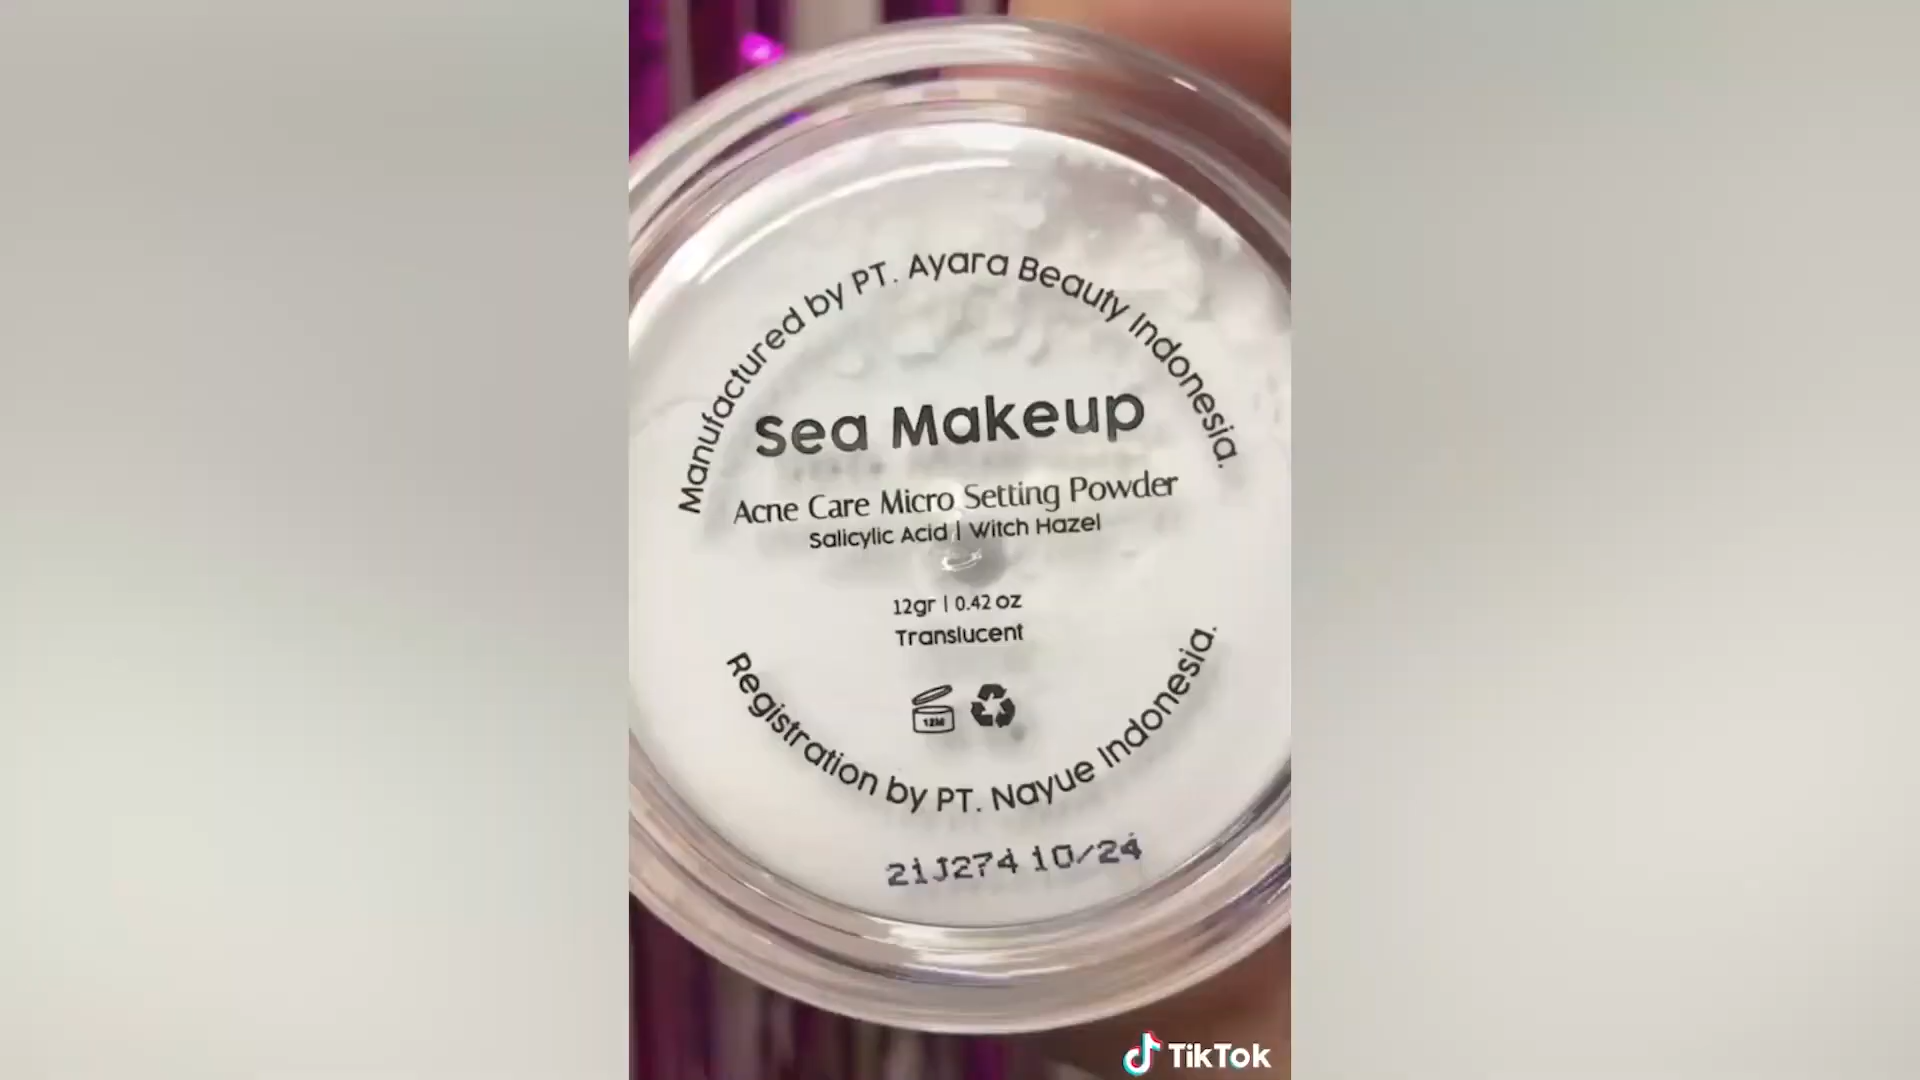 Manufactured by PT. Ayara Beauty Indonesia.
Sea Makeup
Acne Care Micro Setting Powder
Salicylic Acid | Witch Hazel
12gr | 0.42 oz
Translucent
12M
Registration by PT. Nayue Indonesia.
21J274 10/24
TikTok